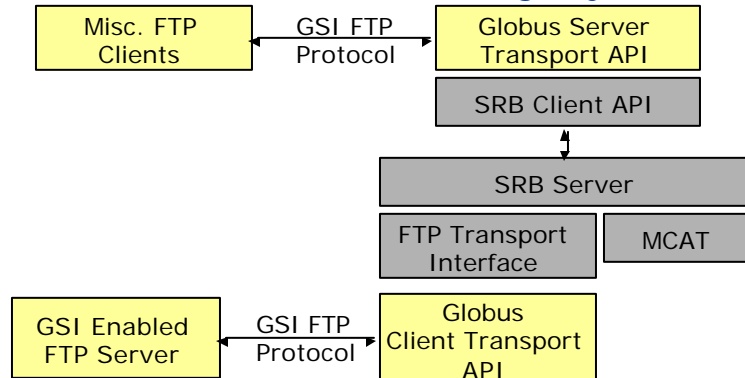 Misc. FTP
Clients
GSI FTP
Protocol
Globus Server
Transport API
SRB Client API
SRB Server
FTP Transport
Interface
MCAT
GSI Enabled
FTP Server
GSI FTP
Protocol
Globus
Client Transport
API